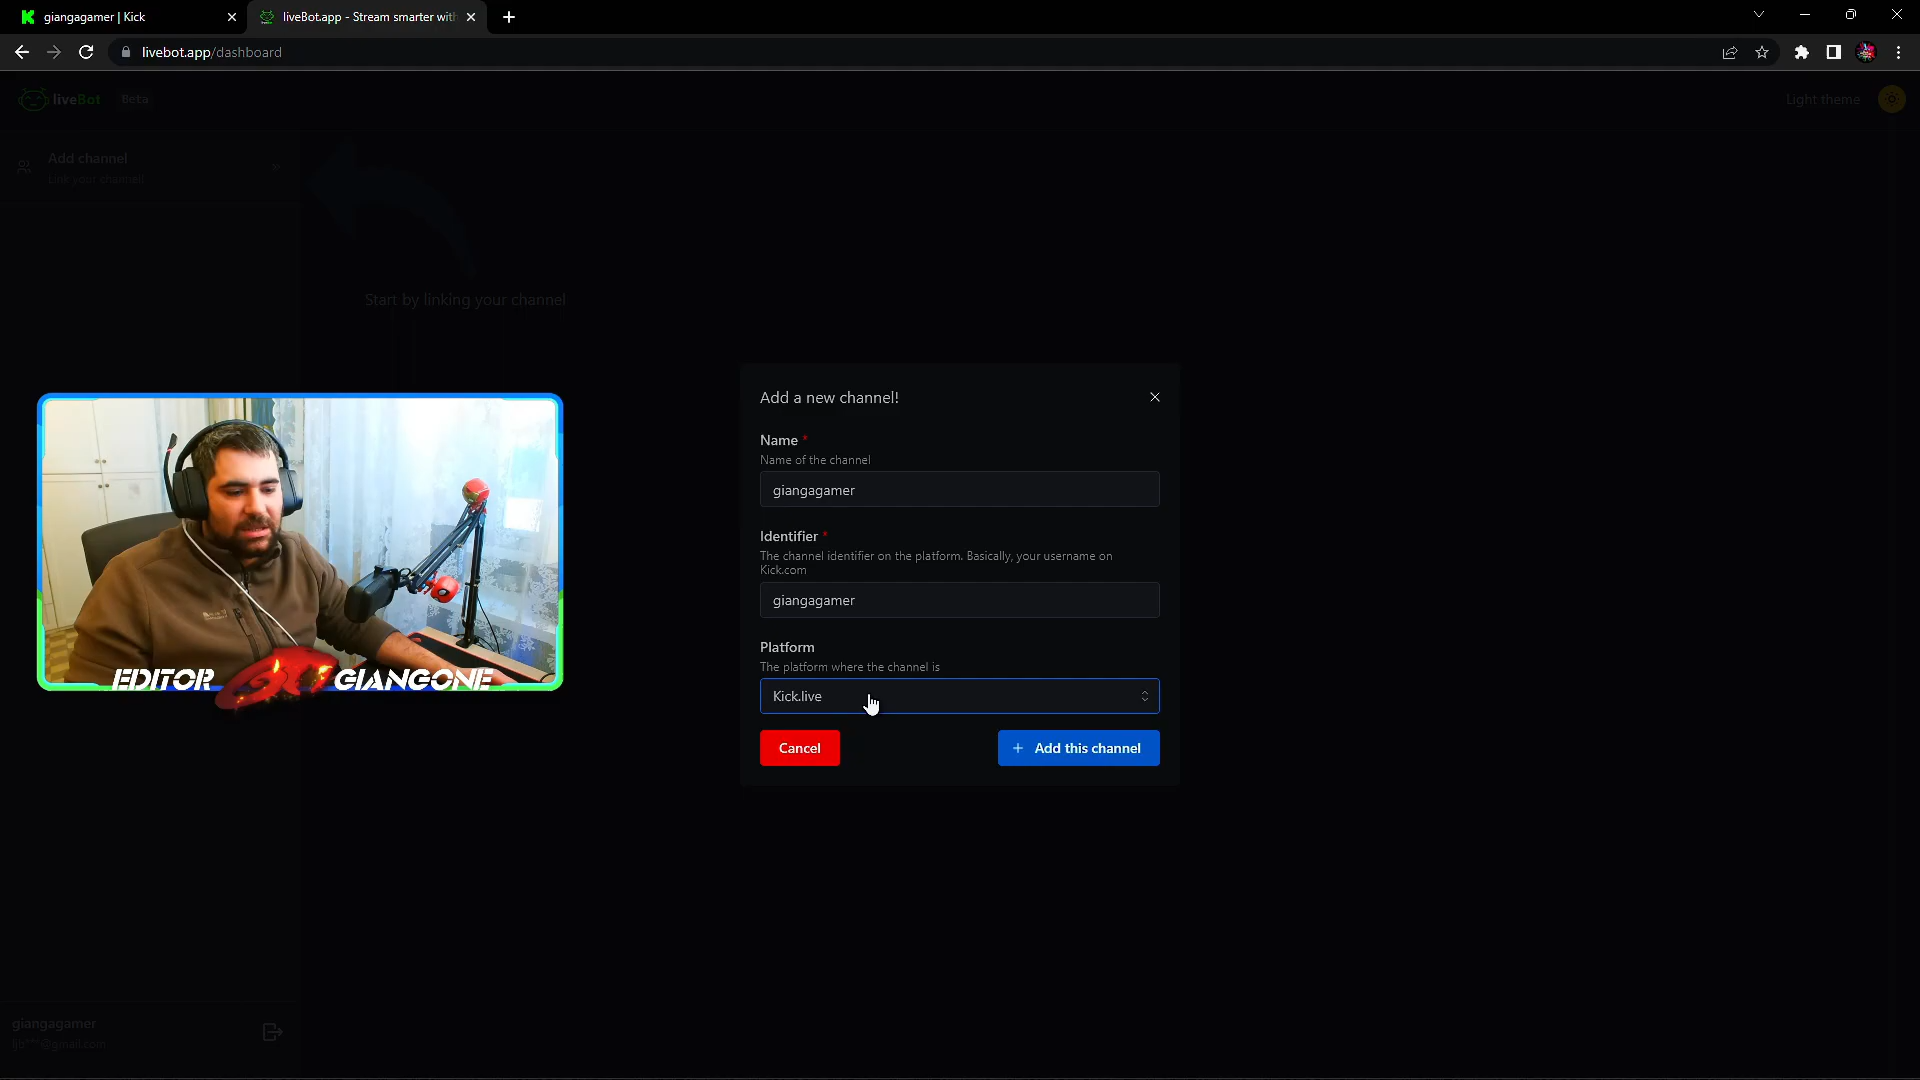 giangagamer | Kick
liveBot.app - Stream smarter with
livebot.app/dashboard
liveBot Beta
Light theme
Add channel
Link your channel!
Start by linking your channel
Add a new channel!
Name *
Name of the channel
giangagamer
Identifier *
The channel identifier on the platform. Basically, your username on
Kick.com
giangagamer
Platform
The platform where the channel is
Kick.live
Cancel
+ Add this channel
EDITOR GIANGONE
giangagamer